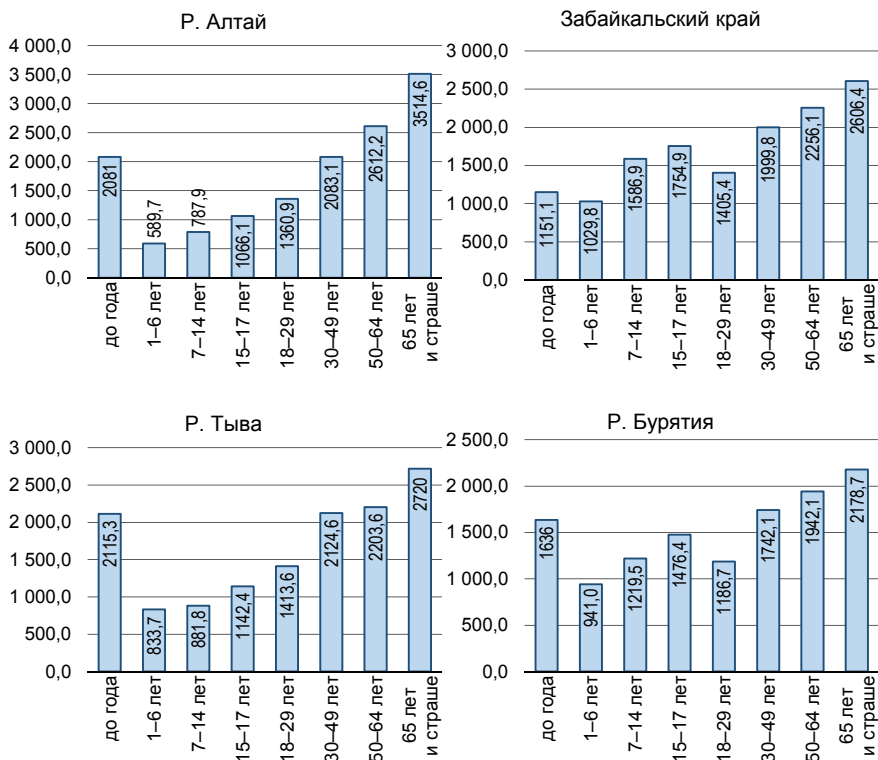 Р. Алтай
4 000,0
3 500,0
3 000,0
2 500,0
2 000,0
1 500,0
1 000,0
500,0
0,0
2081
589,7
787,9
1066,1
1360,9
2083,1
2612,2
3514,6
до года
1–6 лет
7–14 лет
15–17 лет
18–29 лет
30–49 лет
50–64 лет
65 лет
и страше
Забайкальский край
3 000,0
2 500,0
2 000,0
1 500,0
1 000,0
500,0
0,0
1151,1
1029,8
1586,9
1754,9
1405,4
1999,8
2256,1
2606,4
до года
1–6 лет
7–14 лет
15–17 лет
18–29 лет
30–49 лет
50–64 лет
65 лет
и страше
Р. Тыва
3 000,0
2 500,0
2 000,0
1 500,0
1 000,0
500,0
0,0
2115,3
833,7
881,8
1142,4
1413,6
2124,6
2203,6
2720
до года
1–6 лет
7–14 лет
15–17 лет
18–29 лет
30–49 лет
50–64 лет
65 лет
и страше
Р. Бурятия
2 500,0
2 000,0
1 500,0
1 000,0
500,0
0,0
1636
941,0
1219,5
1476,4
1186,7
1742,1
1942,1
2178,7
до года
1–6 лет
7–14 лет
15–17 лет
18–29 лет
30–49 лет
50–64 лет
65 лет
и страше